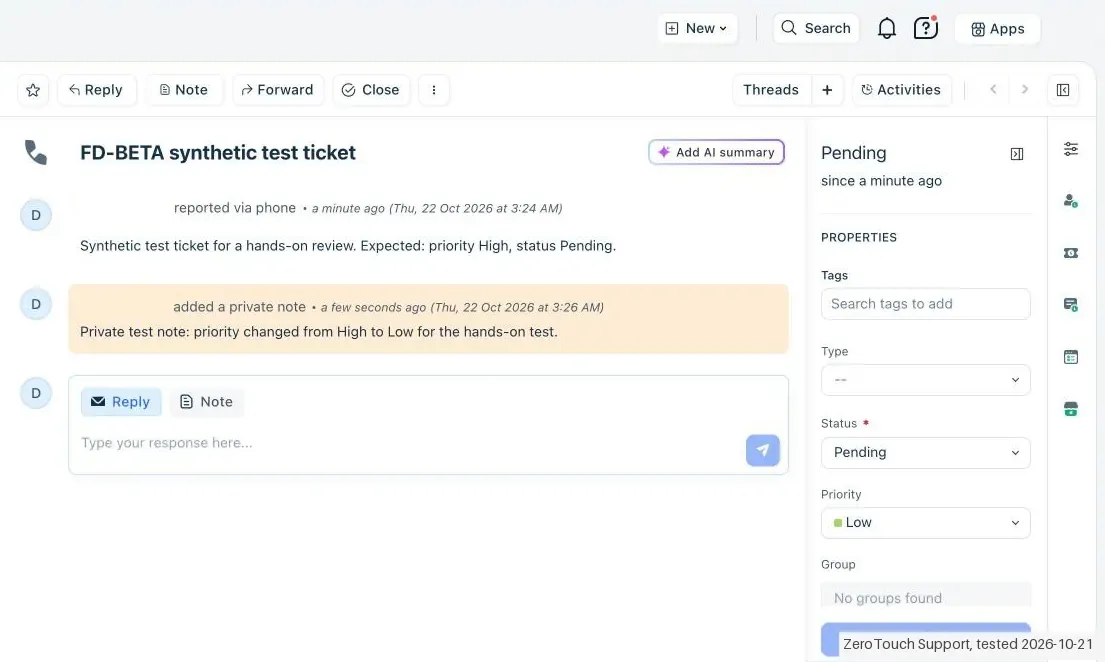 New
Search
Apps
Reply
Note
Forward
Close
Threads
+
Activities
FD-BETA synthetic test ticket
Add AI summary
D
reported via phone • a minute ago (Thu, 22 Oct 2026 at 3:24 AM)
Synthetic test ticket for a hands-on review. Expected: priority High, status Pending.
D
added a private note • a few seconds ago (Thu, 22 Oct 2026 at 3:26 AM)
Private test note: priority changed from High to Low for the hands-on test.
D
Reply
Note
Type your response here...
Pending
since a minute ago
PROPERTIES
Tags
Search tags to add
Type
--
Status *
Pending
Priority
Low
Group
No groups found
ZeroTouch Support, tested 2026-10-21